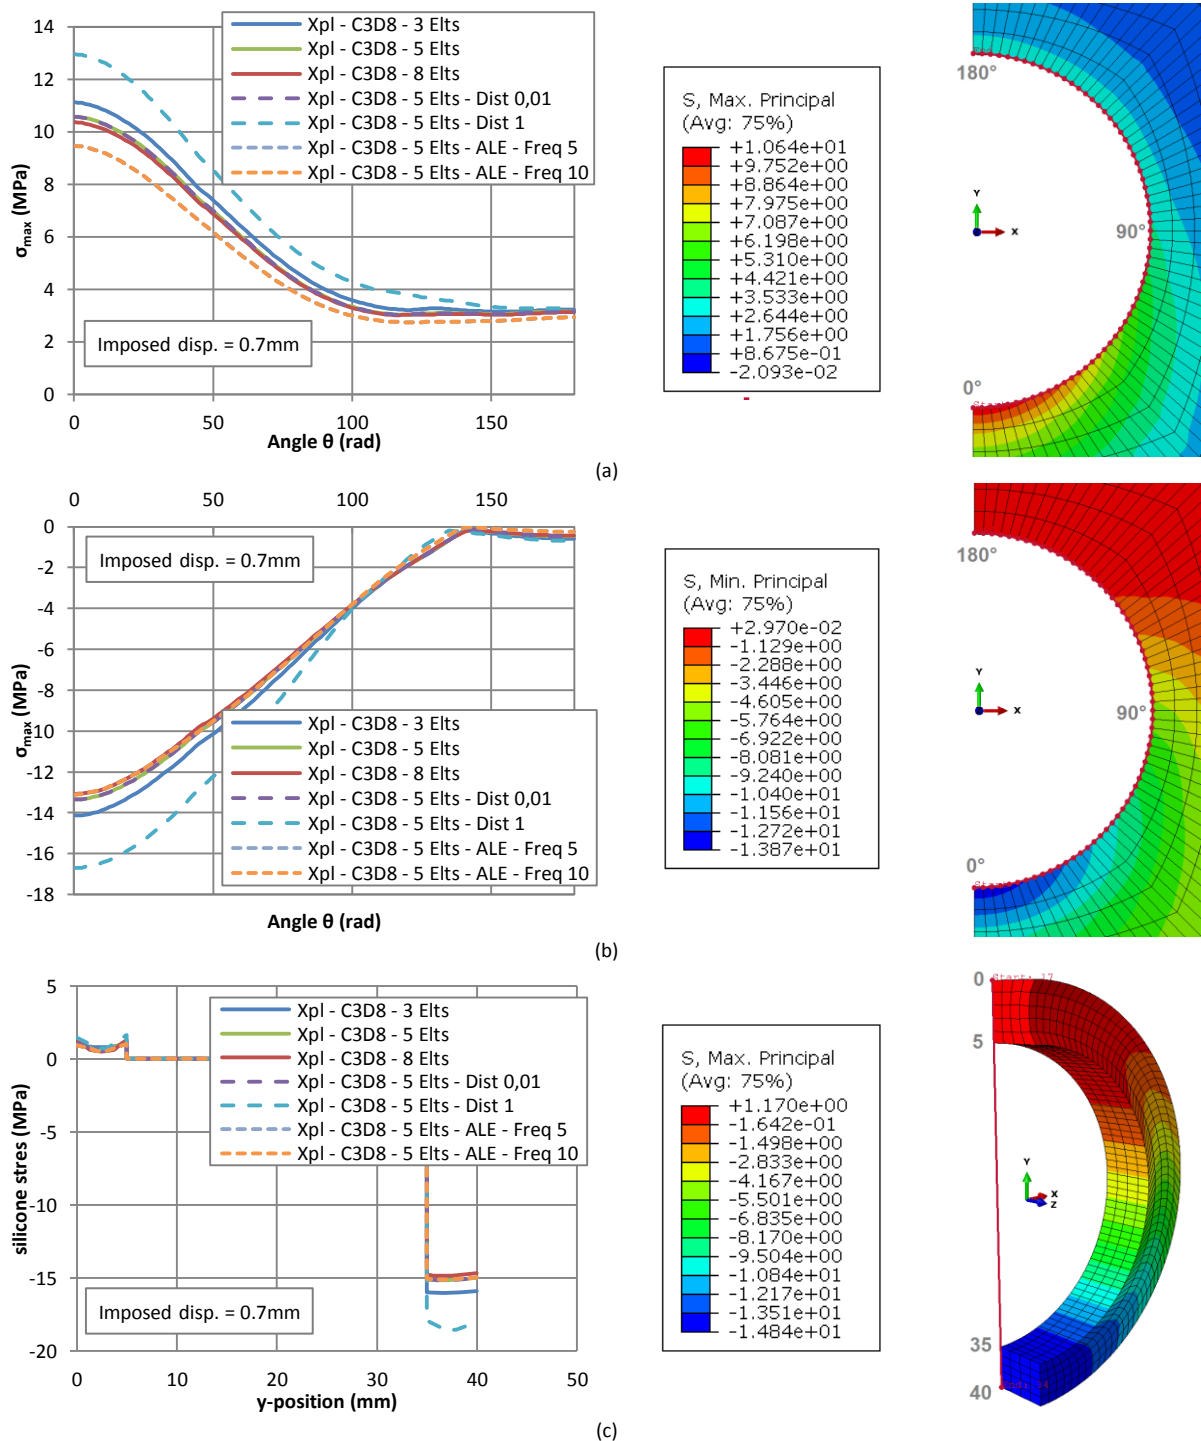 14
12
10
8
6
4
2
0
σmax (MPa)
Xpl - C3D8 - 3 Elts
Xpl - C3D8 - 5 Elts
Xpl - C3D8 - 8 Elts
Xpl - C3D8 - 5 Elts - Dist 0,01
Xpl - C3D8 - 5 Elts - Dist 1
Xpl - C3D8 - 5 Elts - ALE - Freq 5
Xpl - C3D8 - 5 Elts - ALE - Freq 10
Imposed disp. = 0.7mm
0 50 100 150
Angle θ (rad)
S, Max. Principal
(Avg: 75%)
+1.064e+01
+9.752e+00
+8.864e+00
+7.975e+00
+7.087e+00
+6.198e+00
+5.310e+00
+4.421e+00
+3.533e+00
+2.644e+00
+1.756e+00
+8.675e-01
-2.093e-02
180°
Y
X
90°
0°
(a)
0 50 100 150
0
-2
-4
-6
-8
-10
-12
-14
-16
-18
σmax (MPa)
Imposed disp. = 0.7mm
Xpl - C3D8 - 3 Elts
Xpl - C3D8 - 5 Elts
Xpl - C3D8 - 8 Elts
Xpl - C3D8 - 5 Elts - Dist 0,01
Xpl - C3D8 - 5 Elts - Dist 1
Xpl - C3D8 - 5 Elts - ALE - Freq 5
Xpl - C3D8 - 5 Elts - ALE - Freq 10
Angle θ (rad)
S, Min. Principal
(Avg: 75%)
+2.970e-02
-1.129e+00
-2.288e+00
-3.446e+00
-4.605e+00
-5.764e+00
-6.922e+00
-8.081e+00
-9.240e+00
-1.040e+01
-1.156e+01
-1.272e+01
-1.387e+01
180°
Y
X
90°
0°
(b)
5
0
-5
-10
-15
-20
silicone stres (MPa)
Xpl - C3D8 - 3 Elts
Xpl - C3D8 - 5 Elts
Xpl - C3D8 - 8 Elts
Xpl - C3D8 - 5 Elts - Dist 0,01
Xpl - C3D8 - 5 Elts - Dist 1
Xpl - C3D8 - 5 Elts - ALE - Freq 5
Xpl - C3D8 - 5 Elts - ALE - Freq 10
Imposed disp. = 0.7mm
0 10 20 30 40 50
y-position (mm)
S, Max. Principal
(Avg: 75%)
+1.170e+00
-1.642e-01
-1.498e+00
-2.833e+00
-4.167e+00
-5.501e+00
-6.835e+00
-8.170e+00
-9.504e+00
-1.084e+01
-1.217e+01
-1.351e+01
-1.484e+01
0
Start: 17
5
Y
X
Z
35
40
(c)